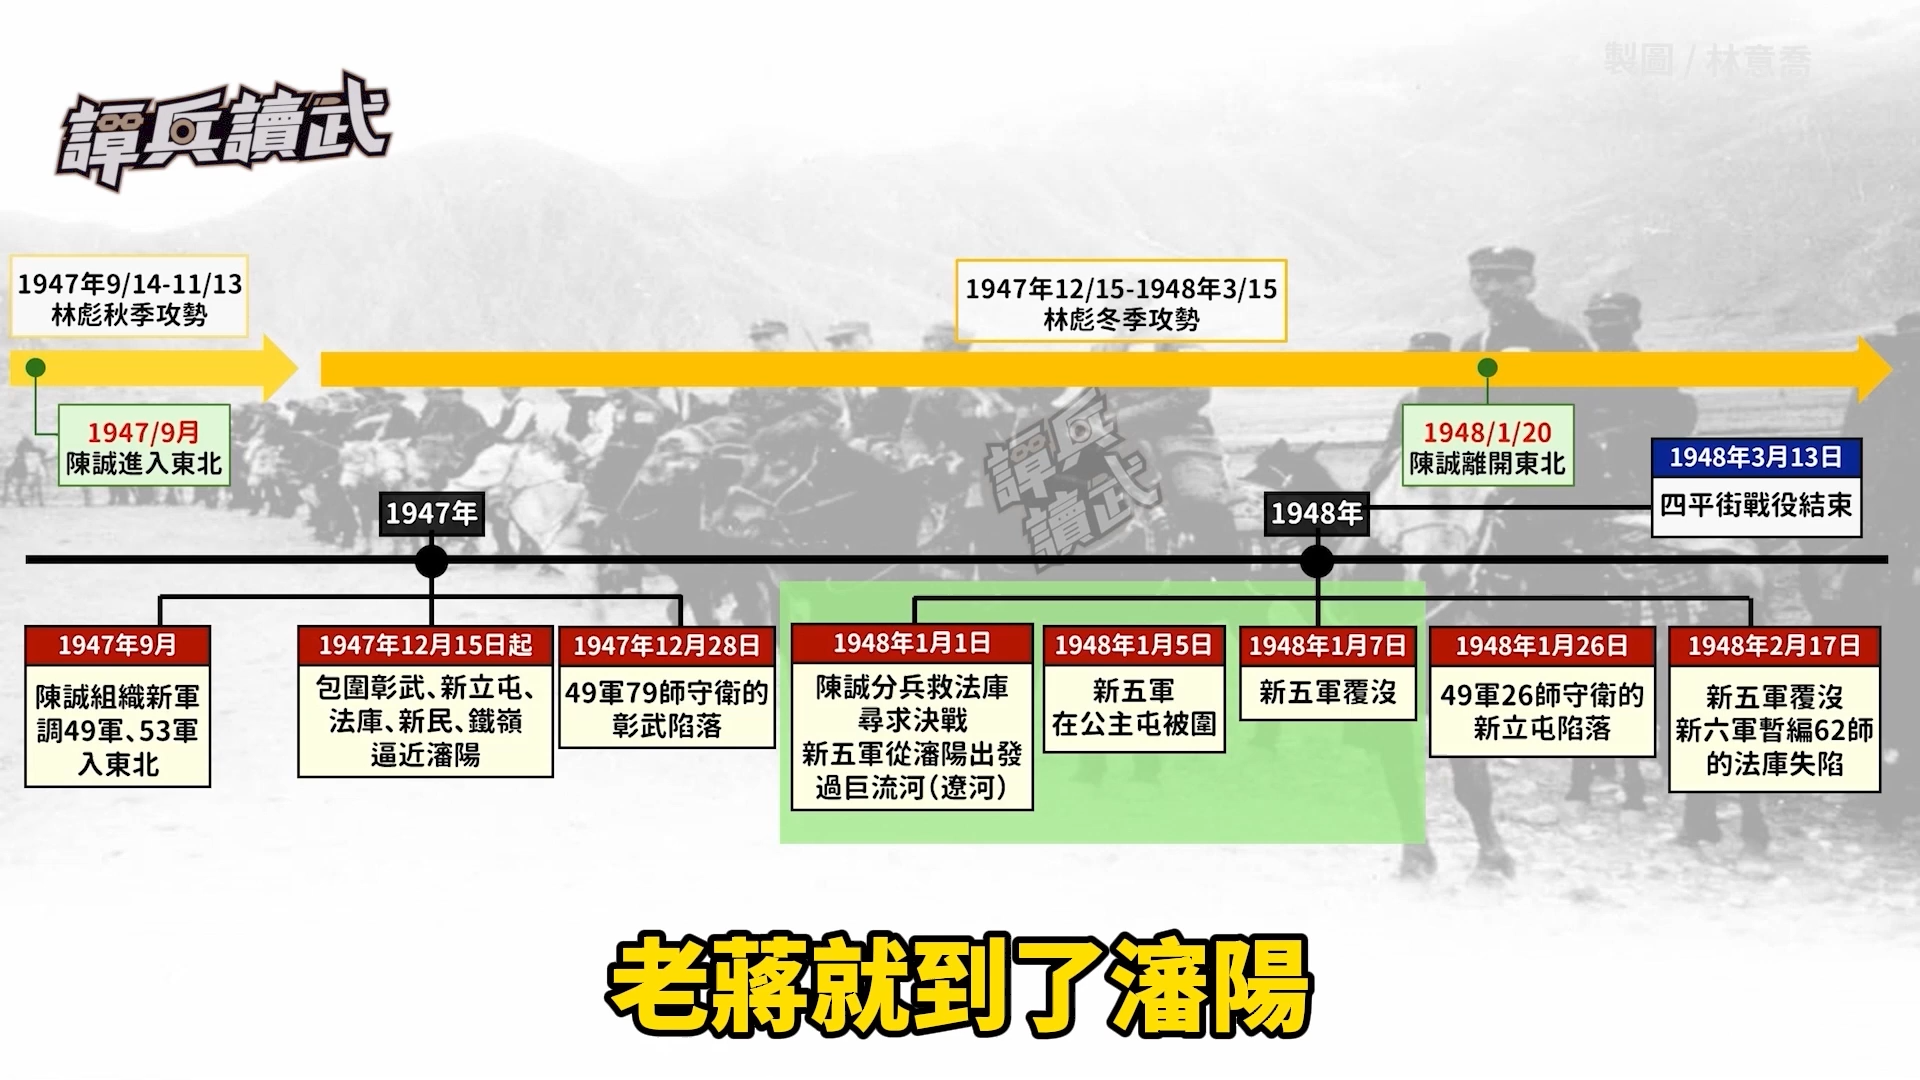 製圖 / 林意喬
譚兵讀武
1947年9/14-11/13
林彪秋季攻勢
1947年12/15-1948年3/15
林彪冬季攻勢
1947/9月
陳誠進入東北
1948/1/20
陳誠離開東北
1948年3月13日
四平街戰役結束
譚兵
讀武
1947年
1948年
1947年9月
陳誠組織新軍
調49軍、53軍
入東北
1947年12月15日起
包圍彰武、新立屯、
法庫、新民、鐵嶺
逼近瀋陽
1947年12月28日
49軍79師守衛的
彰武陷落
1948年1月1日
陳誠分兵救法庫
尋求決戰
新五軍從瀋陽出發
過巨流河(遼河)
1948年1月5日
新五軍
在公主屯被圍
1948年1月7日
新五軍覆沒
1948年1月26日
49軍26師守衛的
新立屯陷落
1948年2月17日
新五軍覆沒
新六軍暫編62師
的法庫失陷
老蔣就到了瀋陽